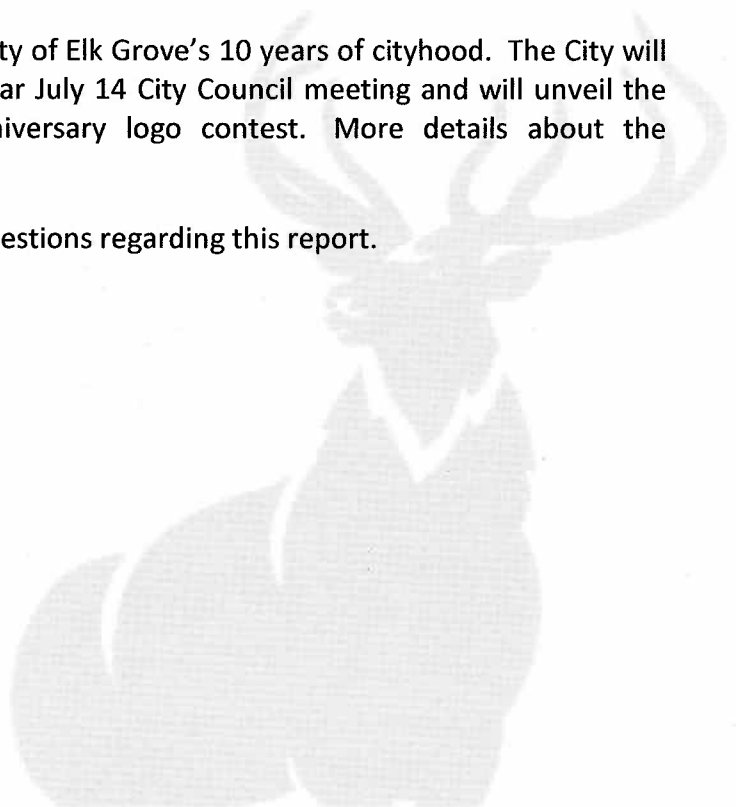 ty of Elk Grove's 10 years of cityhood. The City will
ar July 14 City Council meeting and will unveil the
iversary logo contest. More details about the
estions regarding this report.